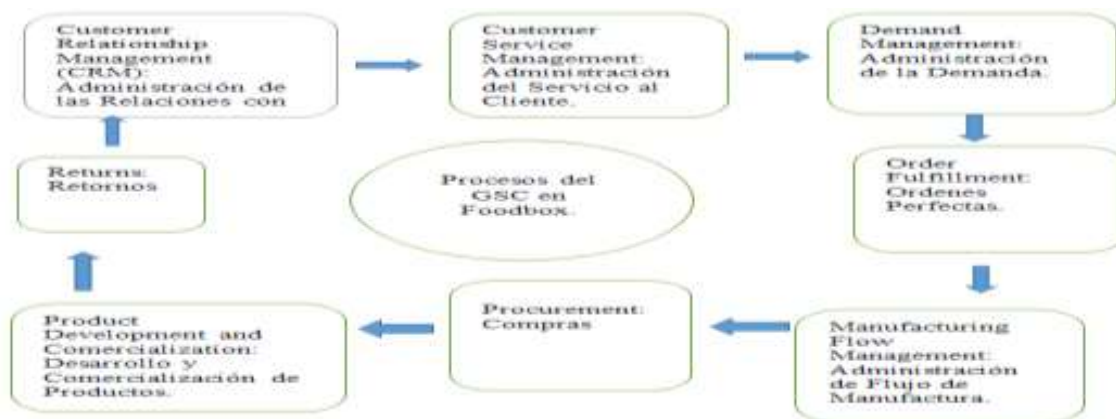 Customer
Relationship
Management
(CRM):
Administración de
las Relaciones con
Customer
Service
Management:
Administración
del Servicio al
Cliente.
Demand
Management:
Administración
de la Demanda.
Order
Fulfillment:
Ordenes
Perfectas.
Manufacturing
Flow
Management:
Administración
de Flujo de
Manufactura.
Procurement:
Compras
Product
Development and
Comercialization:
Desarrollo y
Comercialización de
Productos.
Returns:
Retornos
Procesos del
GSC en
Foodbox.